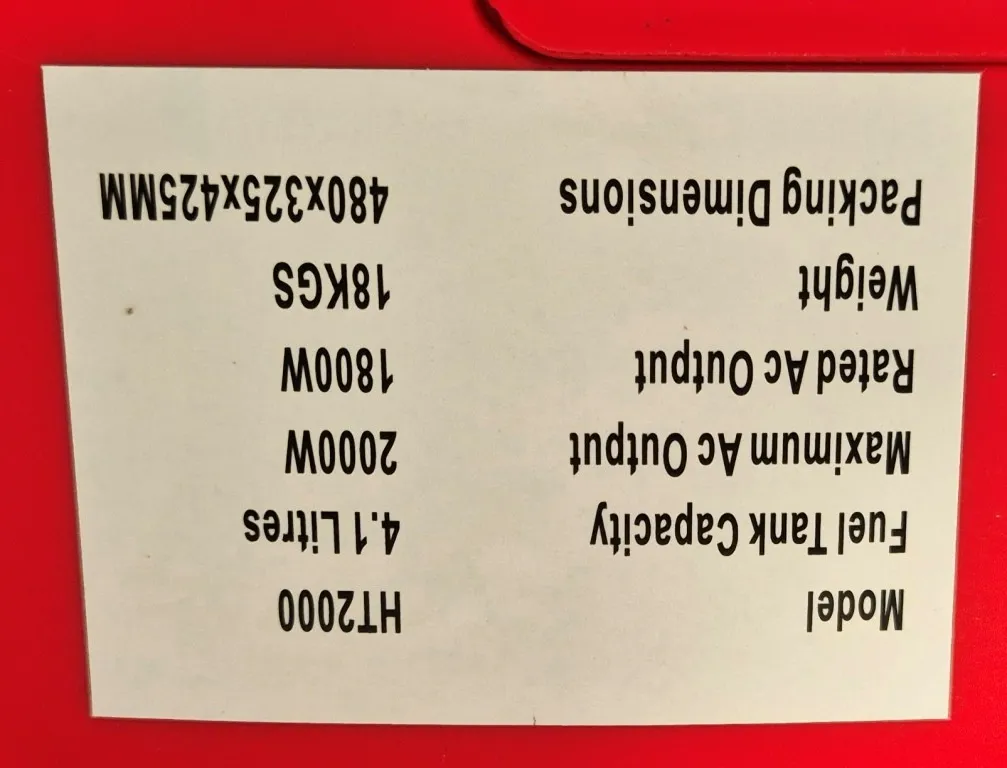 Model HT2000
Fuel Tank Capacity 4.1 Litres
Maximum Ac Output 2000W
Rated Ac Output 1800W
Weight 18KGS
Packing Dimensions 480x325x425MM